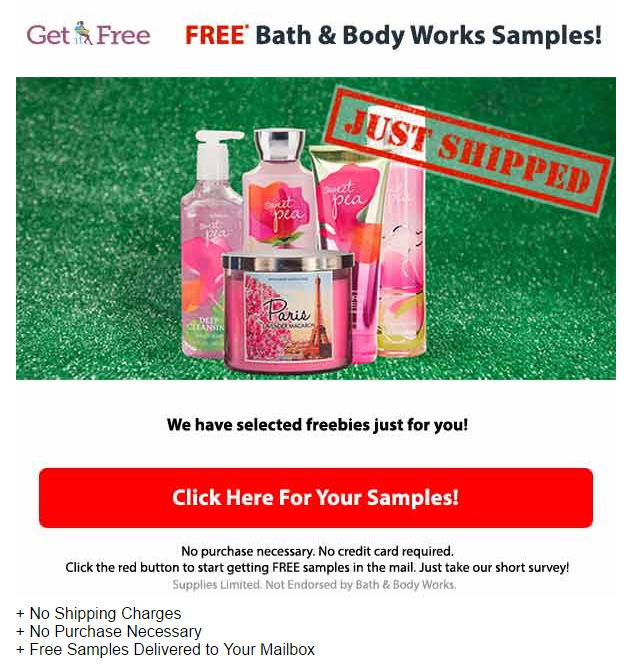 Get Free
FREE* Bath & Body Works Samples!
JUST SHIPPED
sweet
pea
sweet
pea
sweet
pea
DEEP
CLEANSING
Paris
LAVENDER MACARON
We have selected freebies just for you!
Click Here For Your Samples!
No purchase necessary. No credit card required.
Click the red button to start getting FREE samples in the mail. Just take our short survey!
Supplies Limited. Not Endorsed by Bath & Body Works.
+ No Shipping Charges
+ No Purchase Necessary
+ Free Samples Delivered to Your Mailbox